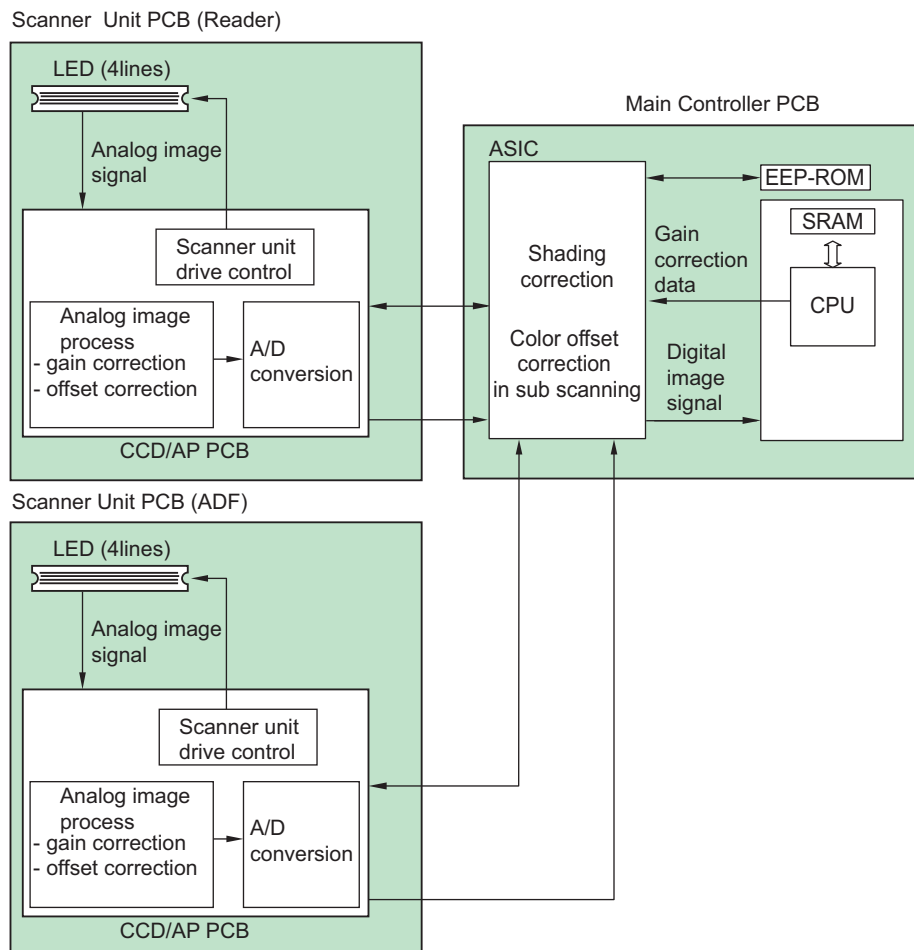 Scanner Unit PCB (Reader)
LED (4lines)
Analog image
signal
Scanner unit
drive control
Analog image
process
- gain correction
- offset correction
A/D
conversion
CCD/AP PCB
Main Controller PCB
ASIC
Shading
correction
Color offset
correction
in sub scanning
EEP-ROM
SRAM
CPU
Gain
correction
data
Digital
image
signal
Scanner Unit PCB (ADF)
LED (4lines)
Analog image
signal
Scanner unit
drive control
Analog image
process
- gain correction
- offset correction
A/D
conversion
CCD/AP PCB